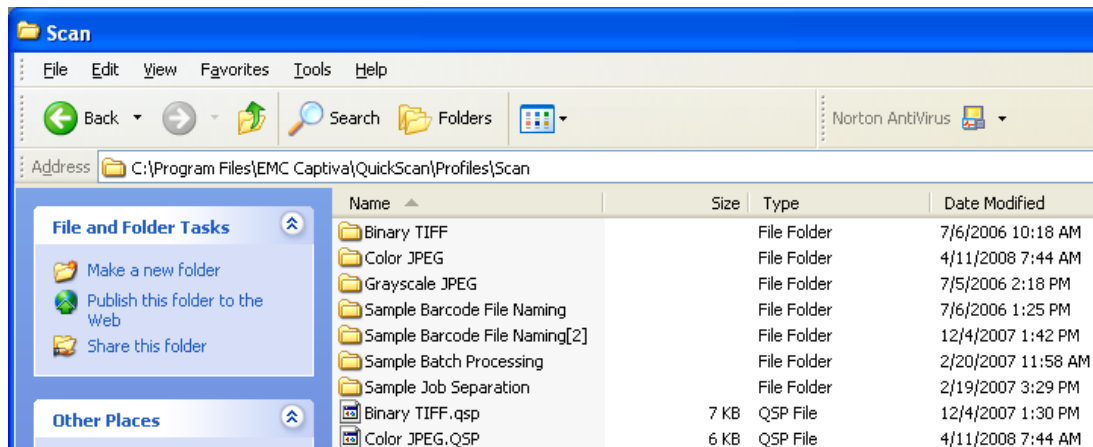 Scan
File Edit View Favorites Tools Help
Back Search Folders Norton AntiVirus
Address C:\Program Files\EMC Captiva\QuickScan\Profiles\Scan
Name Size Type Date Modified
File and Folder Tasks
Make a new folder
Publish this folder to the
Web
Share this folder
Other Places
Binary TIFF File Folder 7/6/2006 10:18 AM
Color JPEG File Folder 4/11/2008 7:44 AM
Grayscale JPEG File Folder 7/5/2006 2:18 PM
Sample Barcode File Naming File Folder 7/6/2006 1:25 PM
Sample Barcode File Naming[2] File Folder 12/4/2007 1:42 PM
Sample Batch Processing File Folder 2/20/2007 11:58 AM
Sample Job Separation File Folder 2/19/2007 3:29 PM
Binary TIFF.qsp 7 KB QSP File 12/4/2007 1:30 PM
Color JPEG.QSP 6 KB QSP File 4/11/2008 7:44 AM